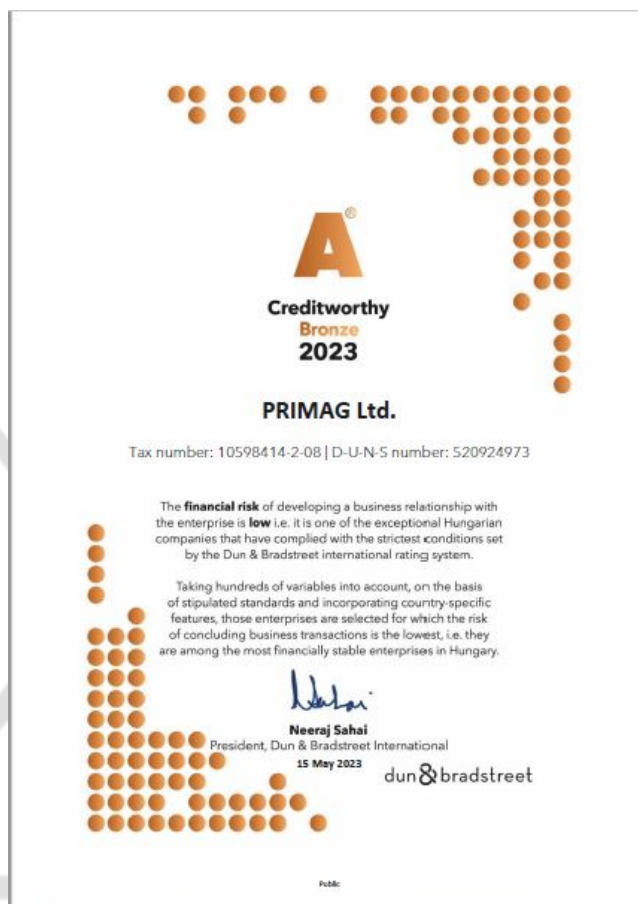 A®
Creditworthy
Bronze
2023
PRIMAG Ltd.
Tax number: 10598414-2-08 | D-U-N-S number: 520924973
The financial risk of developing a business relationship with
the enterprise is low i.e. it is one of the exceptional Hungarian
companies that have complied with the strictest conditions set
by the Dun & Bradstreet international rating system.
Taking hundreds of variables into account, on the basis
of stipulated standards and incorporating country-specific
features, those enterprises are selected for which the risk
of concluding business transactions is the lowest, i.e. they
are among the most financially stable enterprises in Hungary.
Neeraj Sahai
President, Dun & Bradstreet International
15 May 2023
dun & bradstreet
Public